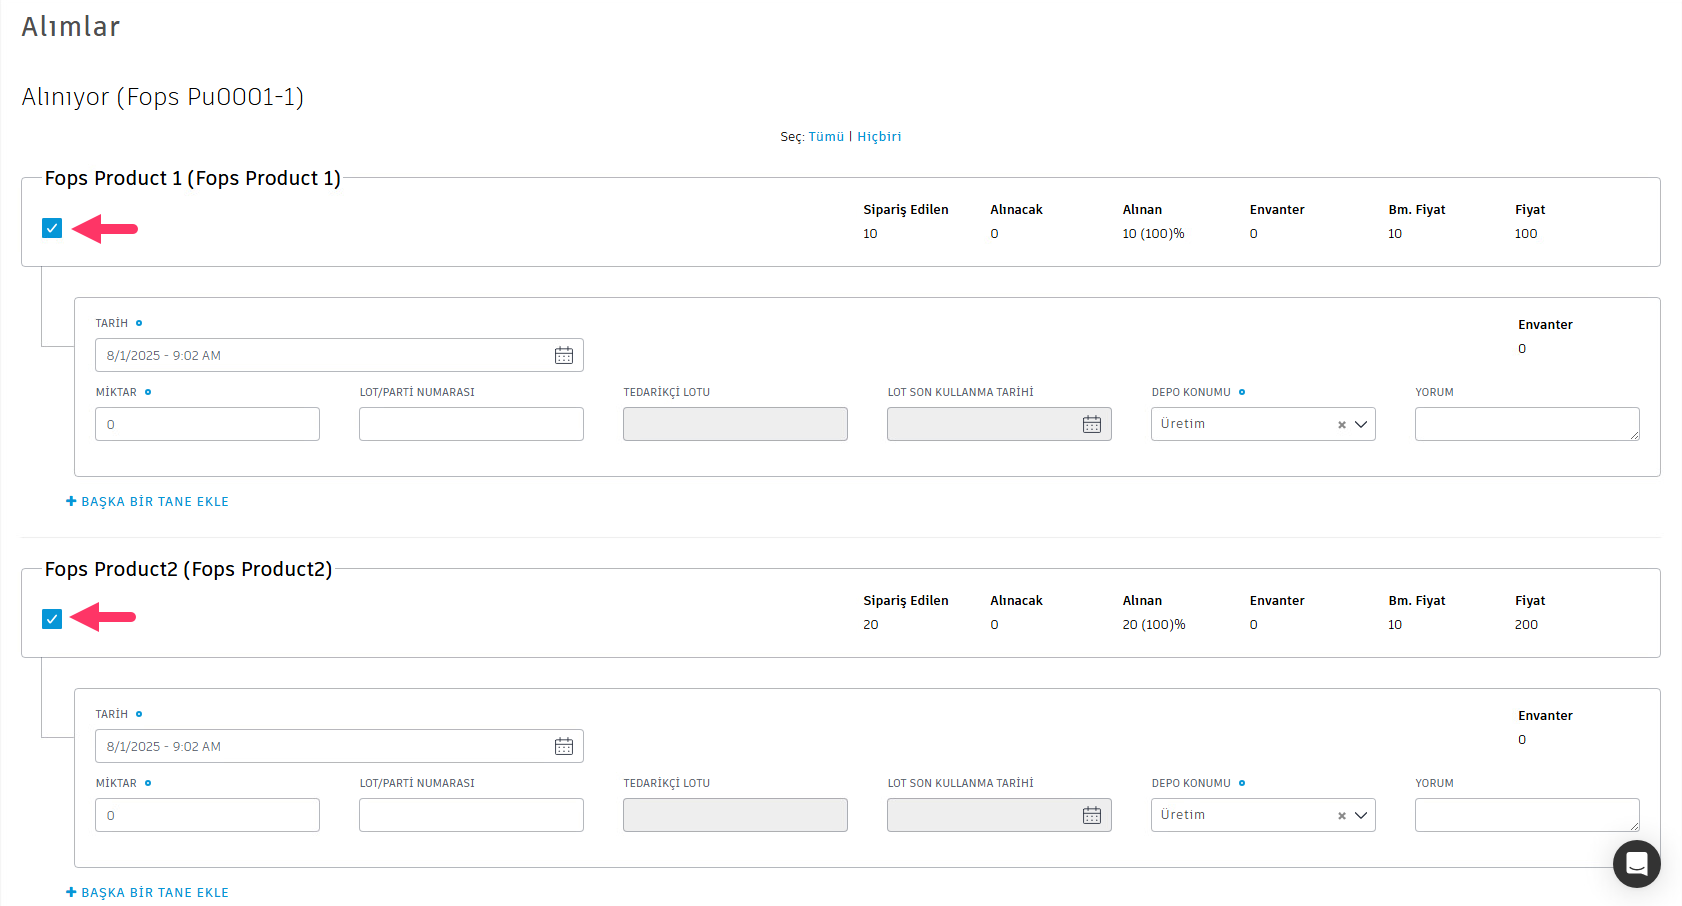 Alımlar
Alınıyor (Fops Pu0001-1)
Seç: Tümü | Hiçbiri
Fops Product 1 (Fops Product 1)
Sipariş Edilen Alınacak Alınan Envanter Bm. Fiyat Fiyat
10 0 10 (100)% 0 10 100
TARİH Envanter
8/1/2025 - 9:02 AM 0
MİKTAR LOT/PARTİ NUMARASI TEDARİKÇİ LOTU LOT SON KULLANMA TARİHİ DEPO KONUMU YORUM
0 Üretim
BAŞKA BİR TANE EKLE
Fops Product2 (Fops Product2)
Sipariş Edilen Alınacak Alınan Envanter Bm. Fiyat Fiyat
20 0 20 (100)% 0 10 200
TARİH Envanter
8/1/2025 - 9:02 AM 0
MİKTAR LOT/PARTİ NUMARASI TEDARİKÇİ LOTU LOT SON KULLANMA TARİHİ DEPO KONUMU YORUM
0 Üretim
BAŞKA BİR TANE EKLE